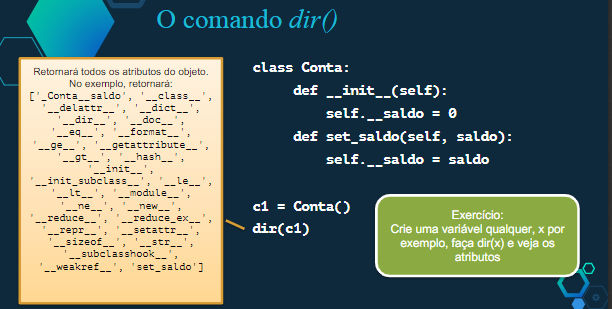 O comando dir()
Retornará todos os atributos do objeto.
No exemplo, retornará:
['_Conta__saldo', '__class__',
'__delattr__', '__dict__',
'__dir__', '__doc__',
'__eq__', '__format__',
'__ge__', '__getattribute__',
'__gt__', '__hash__',
'__init__',
'__init_subclass__', '__le__',
'__lt__', '__module__',
'__ne__', '__new__',
'__reduce__', '__reduce_ex__',
'__repr__', '__setattr__',
'__sizeof__', '__str__',
'__subclasshook__',
'__weakref__', 'set_saldo']
class Conta:
    def __init__(self):
        self.__saldo = 0
    def set_saldo(self, saldo):
        self.__saldo = saldo
c1 = Conta()
dir(c1)
Exercício:
Crie uma variável qualquer, x por
exemplo, faça dir(x) e veja os
atributos